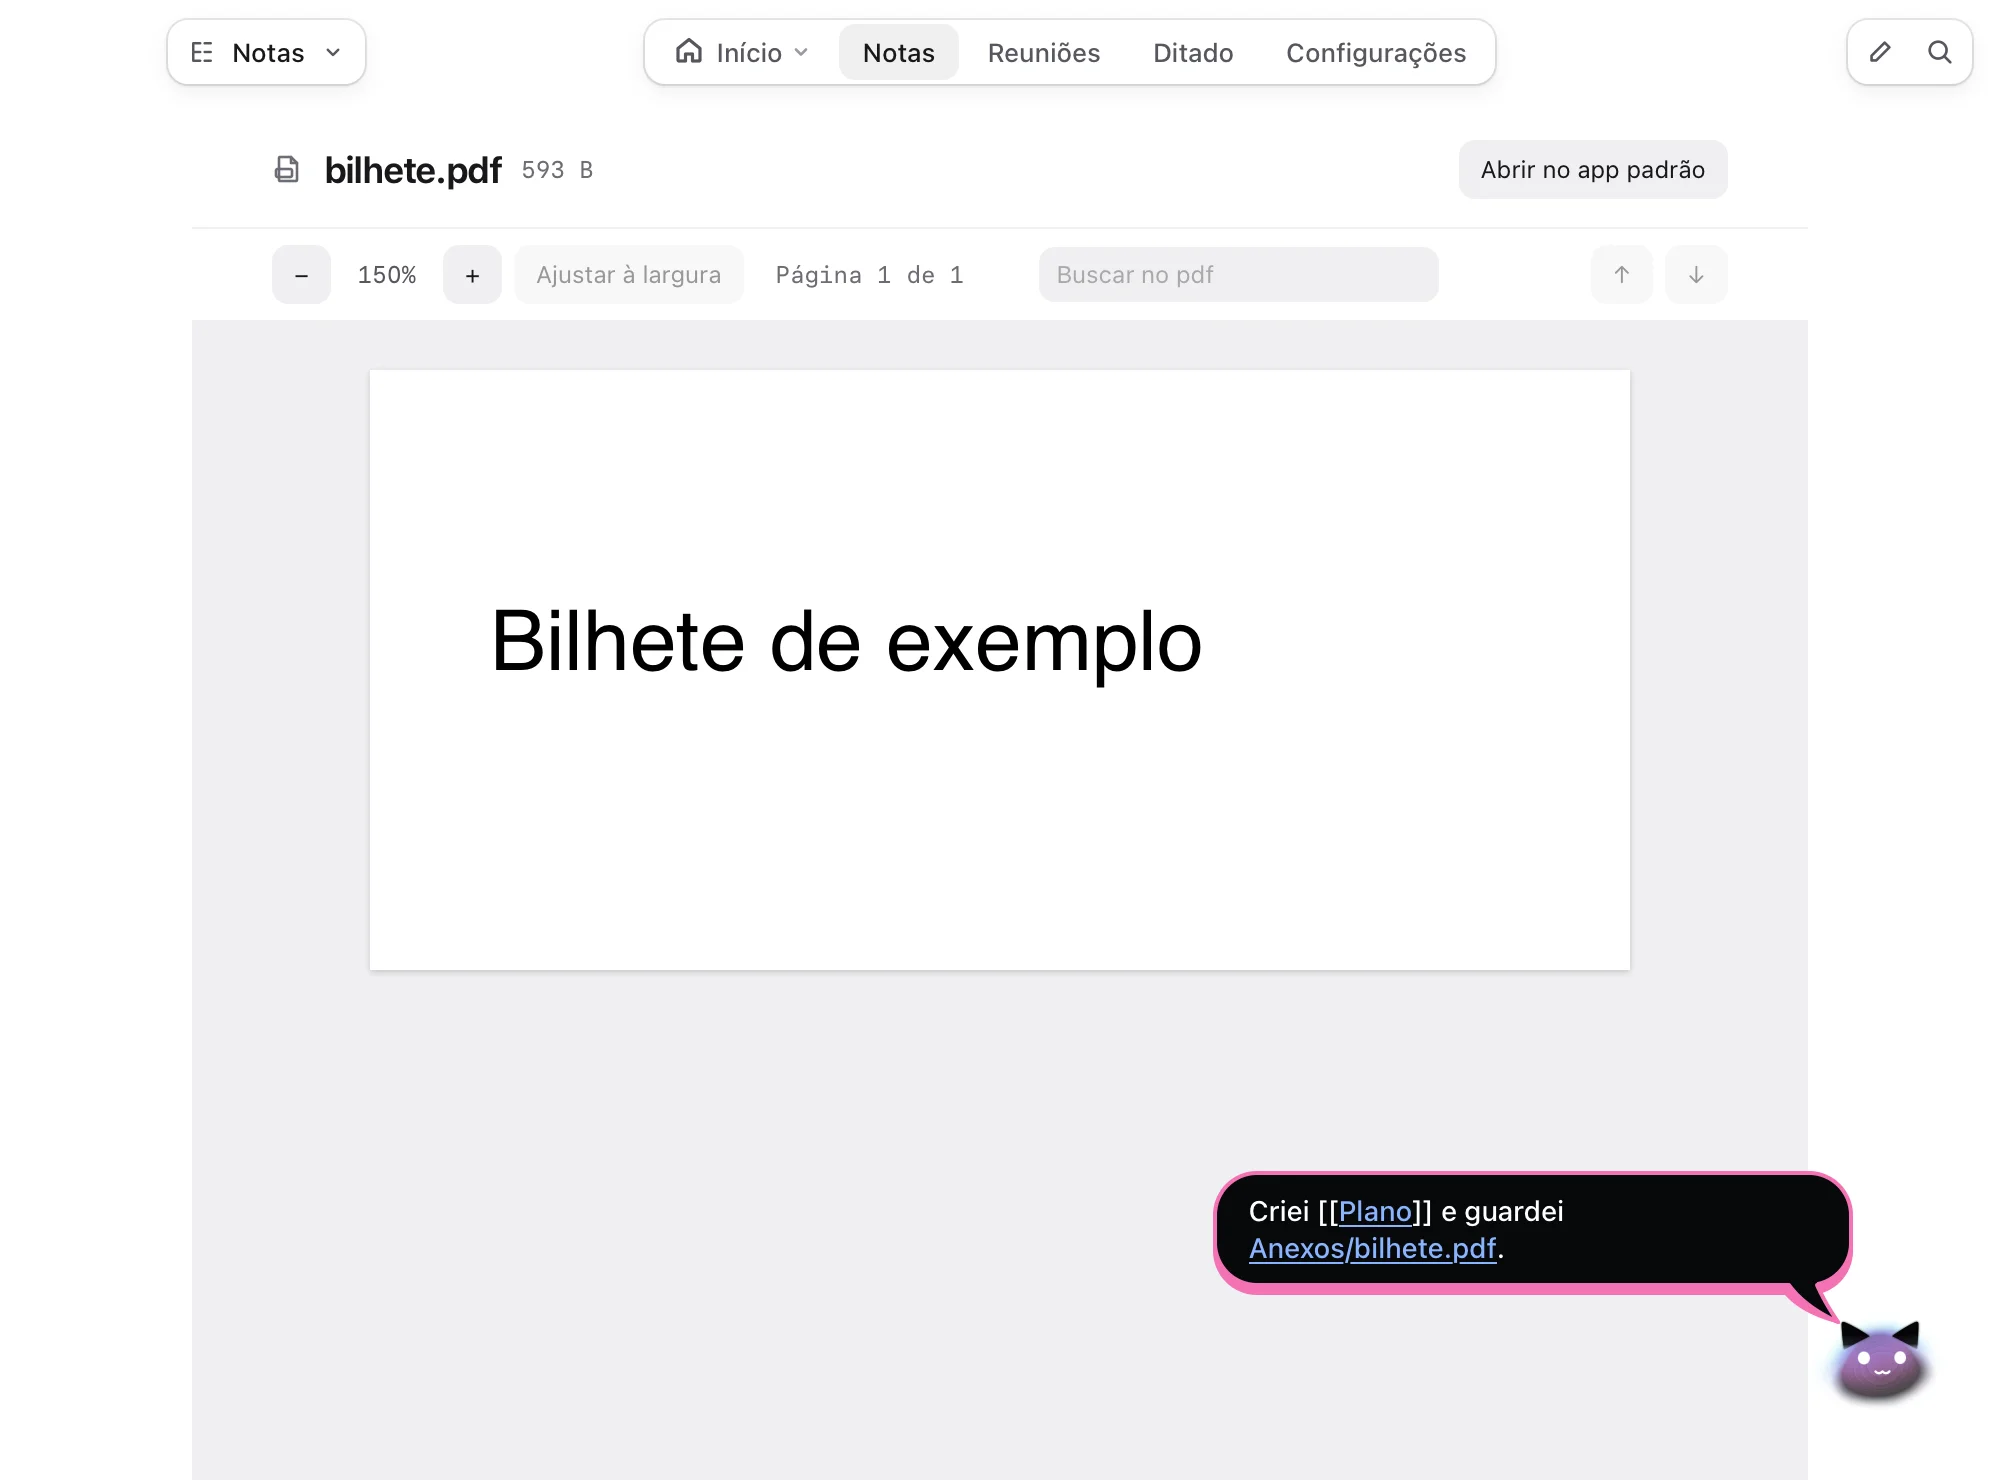 Notas
Início
Notas
Reuniões
Ditado
Configurações
bilhete.pdf 593 B
Abrir no app padrão
− 150% + Ajustar à largura Página 1 de 1 Buscar no pdf ↑ ↓
Bilhete de exemplo
Criei [[Plano]] e guardei
Anexos/bilhete.pdf.